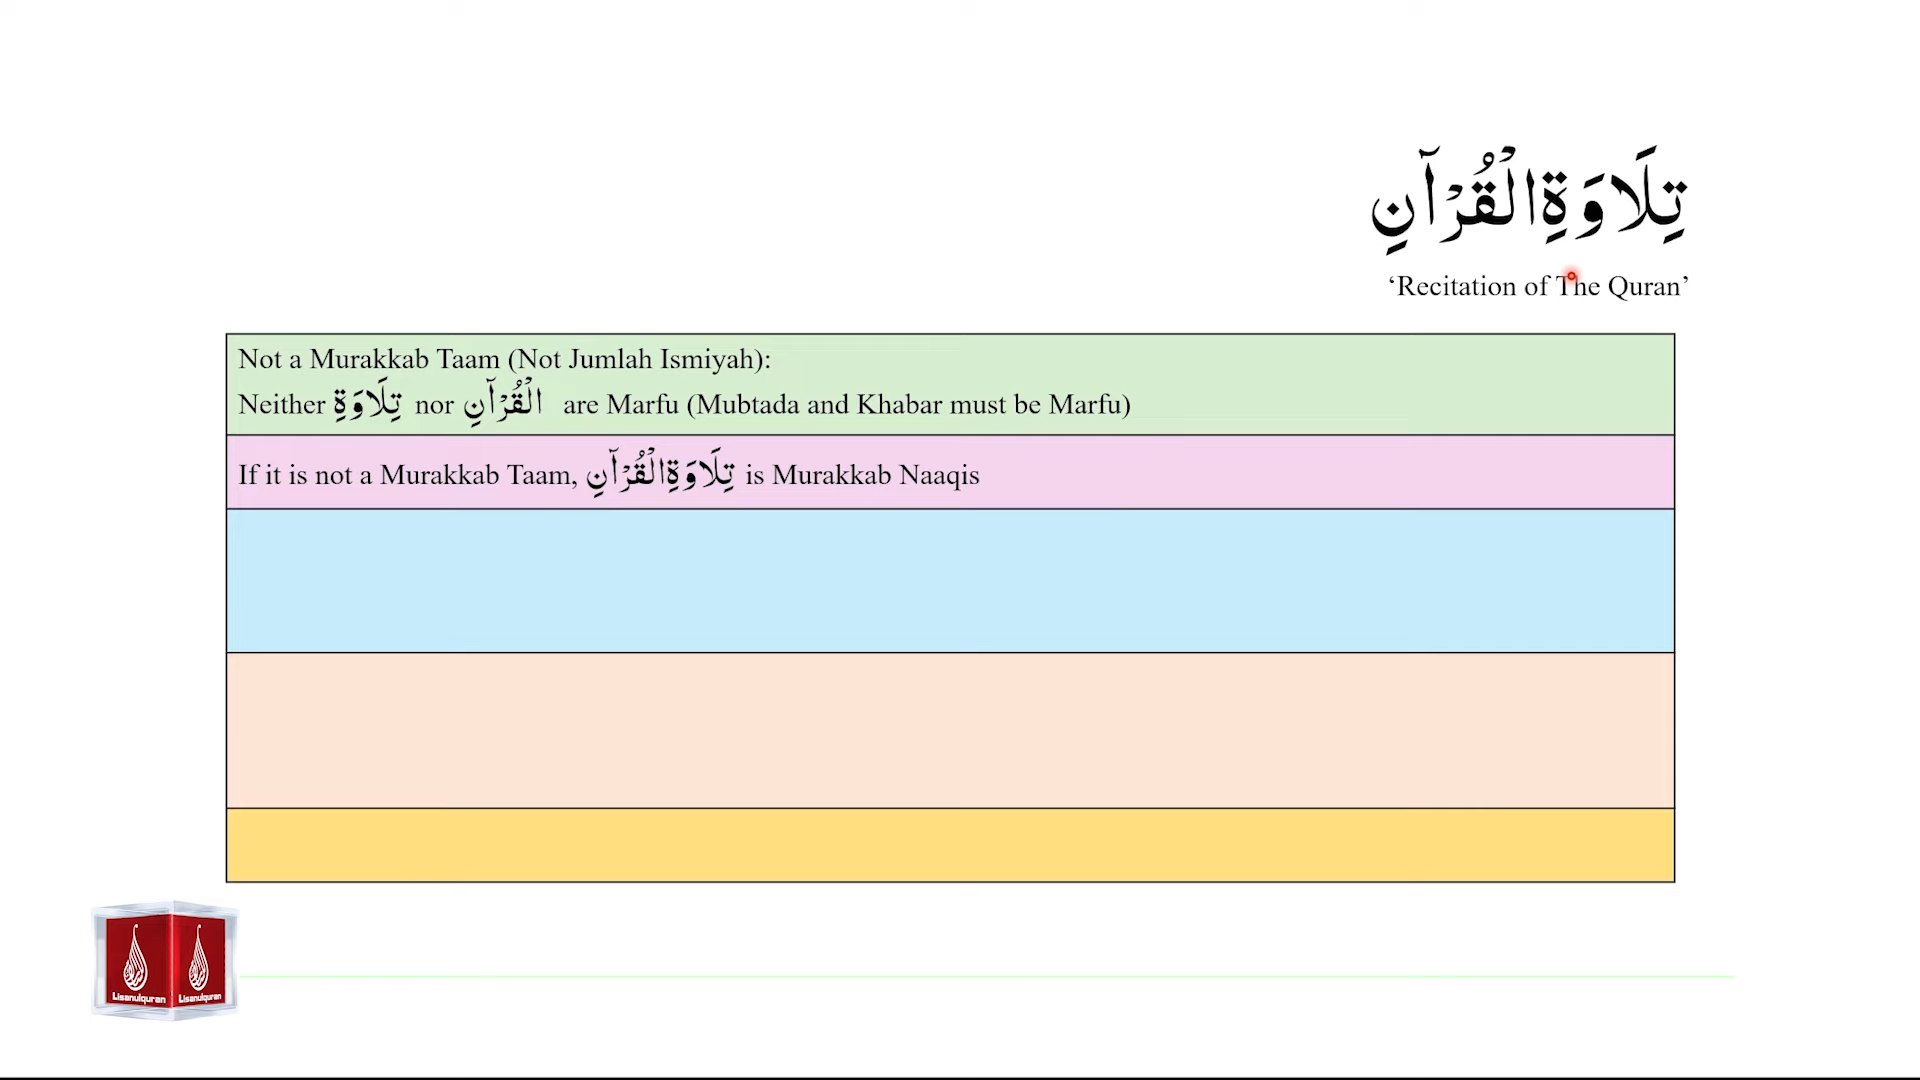 تِلَاوَةِالْقُرْآنِ
‘Recitation of The Quran’
Not a Murakkab Taam (Not Jumlah Ismiyah):
Neither تِلَاوَةِ nor الْقُرْآنِ are Marfu (Mubtada and Khabar must be Marfu)
If it is not a Murakkab Taam, تِلَاوَةِالْقُرْآنِ is Murakkab Naaqis
Lisanulquran Lisanulquran